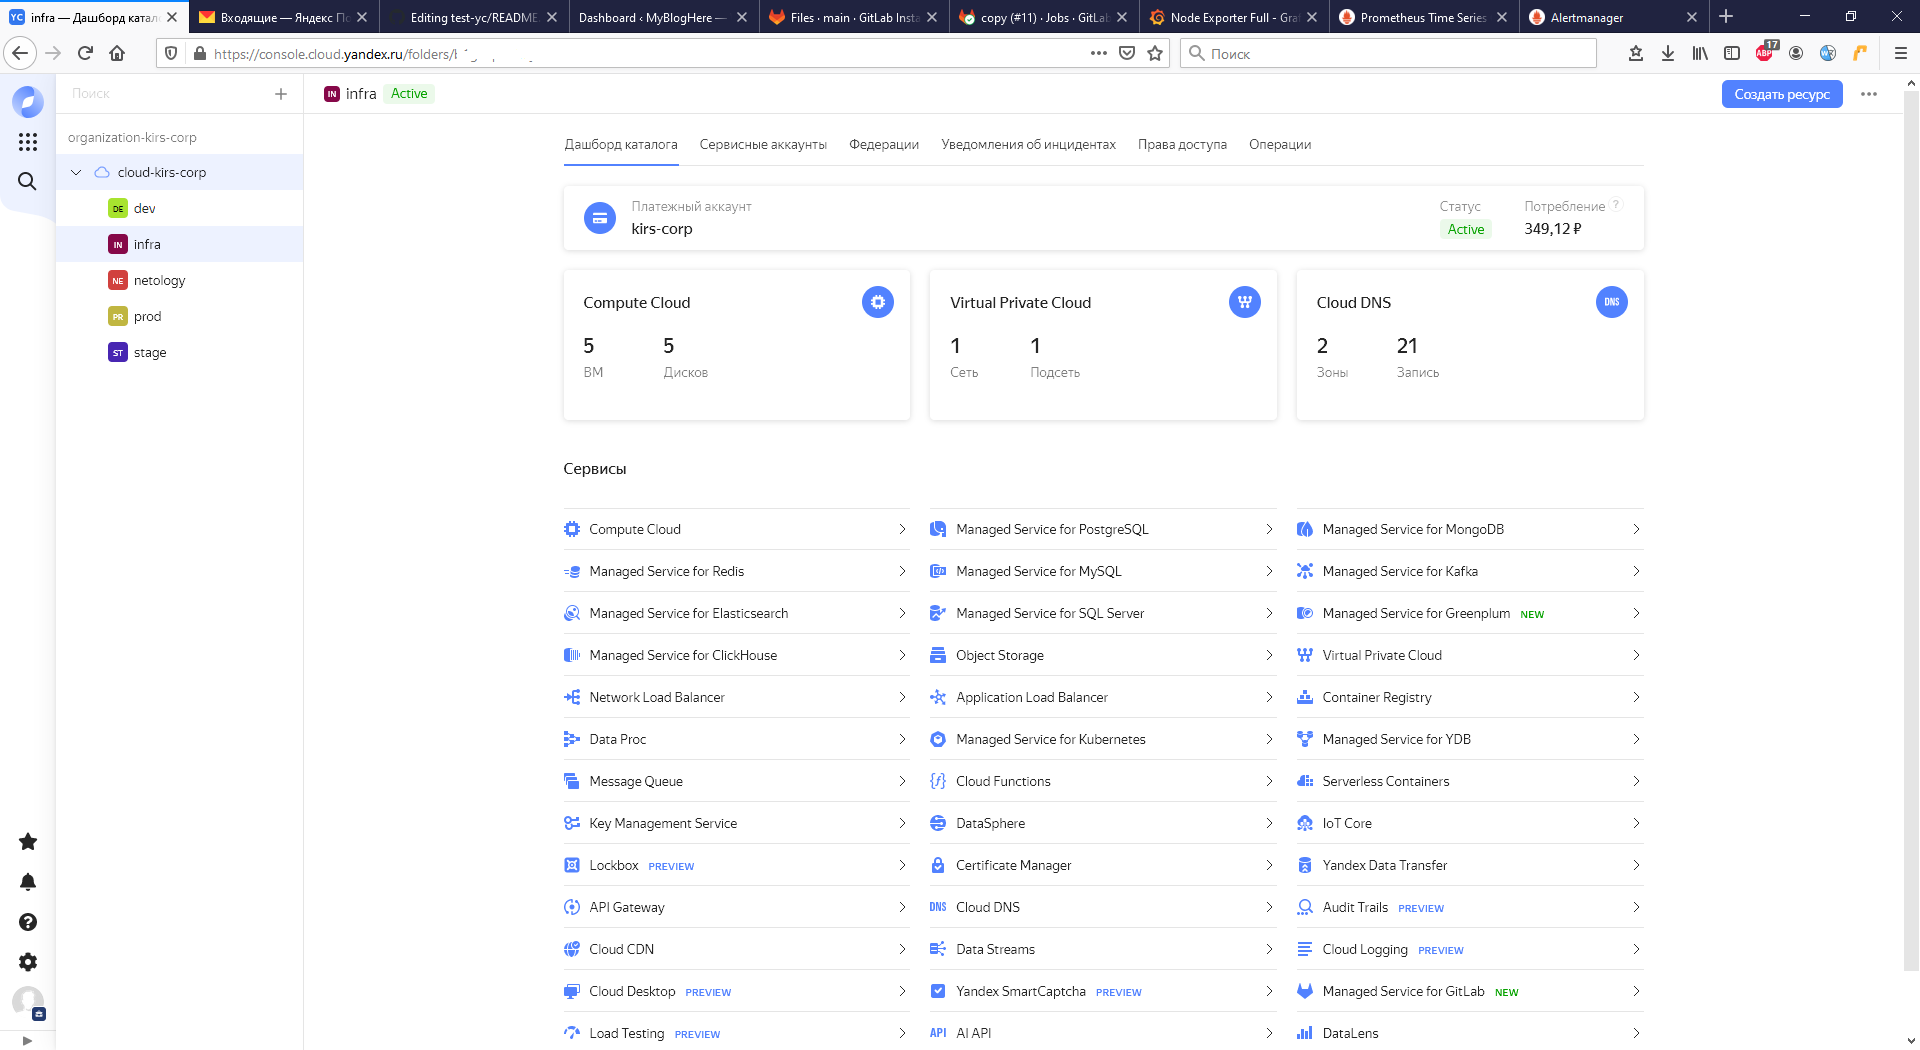 infra — Дашборд катало
Входящие — Яндекс По
Editing test-yc/README.
Dashboard ‹ MyBlogHere —
Files · main · GitLab Insta
copy (#11) · Jobs · GitLab
Node Exporter Full - Graf
Prometheus Time Series
Alertmanager
https://console.cloud.yandex.ru/folders/b
Поиск
ABP 17
Поиск
IN infra Active
Создать ресурс
organization-kirs-corp
cloud-kirs-corp
DE dev
IN infra
NE netology
PR prod
ST stage
Дашборд каталога Сервисные аккаунты Федерации Уведомления об инцидентах Права доступа Операции
Платежный аккаунт
kirs-corp
Статус
Active
Потребление ?
349,12 ₽
Compute Cloud
5 5
ВМ Дисков
Virtual Private Cloud
1 1
Сеть Подсеть
Cloud DNS DNS
2 21
Зоны Запись
Сервисы
Compute Cloud
Managed Service for PostgreSQL
Managed Service for MongoDB
Managed Service for Redis
Managed Service for MySQL
Managed Service for Kafka
Managed Service for Elasticsearch
Managed Service for SQL Server
Managed Service for Greenplum NEW
Managed Service for ClickHouse
Object Storage
Virtual Private Cloud
Network Load Balancer
Application Load Balancer
Container Registry
Data Proc
Managed Service for Kubernetes
Managed Service for YDB
Message Queue
Cloud Functions
Serverless Containers
Key Management Service
DataSphere
IoT Core
Lockbox PREVIEW
Certificate Manager
Yandex Data Transfer
API Gateway
DNS Cloud DNS
Audit Trails PREVIEW
Cloud CDN
Data Streams
Cloud Logging PREVIEW
Cloud Desktop PREVIEW
Yandex SmartCaptcha PREVIEW
Managed Service for GitLab NEW
Load Testing PREVIEW
API AI API
DataLens